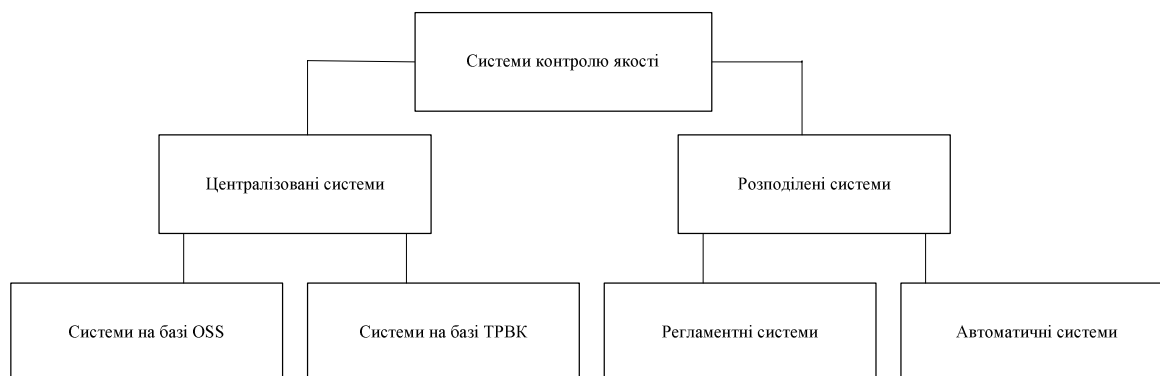 Системи контролю якості
Централізовані системи
Розподілені системи
Системи на базі OSS
Системи на базі ТРВК
Регламентні системи
Автоматичні системи